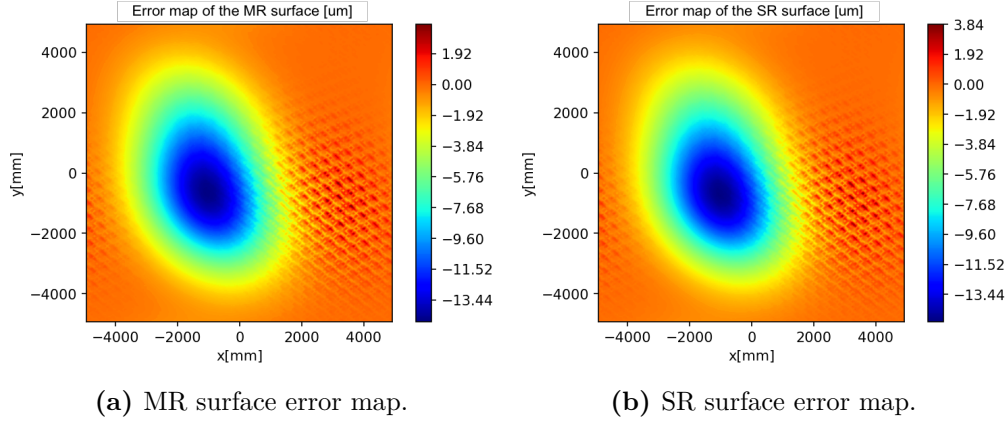 Error map of the MR surface [um]
4000
2000
0
−2000
−4000
y[mm]
−4000 −2000 0 2000 4000
x[mm]
1.92
0.00
−1.92
−3.84
−5.76
−7.68
−9.60
−11.52
−13.44
(a) MR surface error map.
Error map of the SR surface [um]
4000
2000
0
−2000
−4000
y[mm]
−4000 −2000 0 2000 4000
x[mm]
3.84
1.92
0.00
−1.92
−3.84
−5.76
−7.68
−9.60
−11.52
−13.44
(b) SR surface error map.